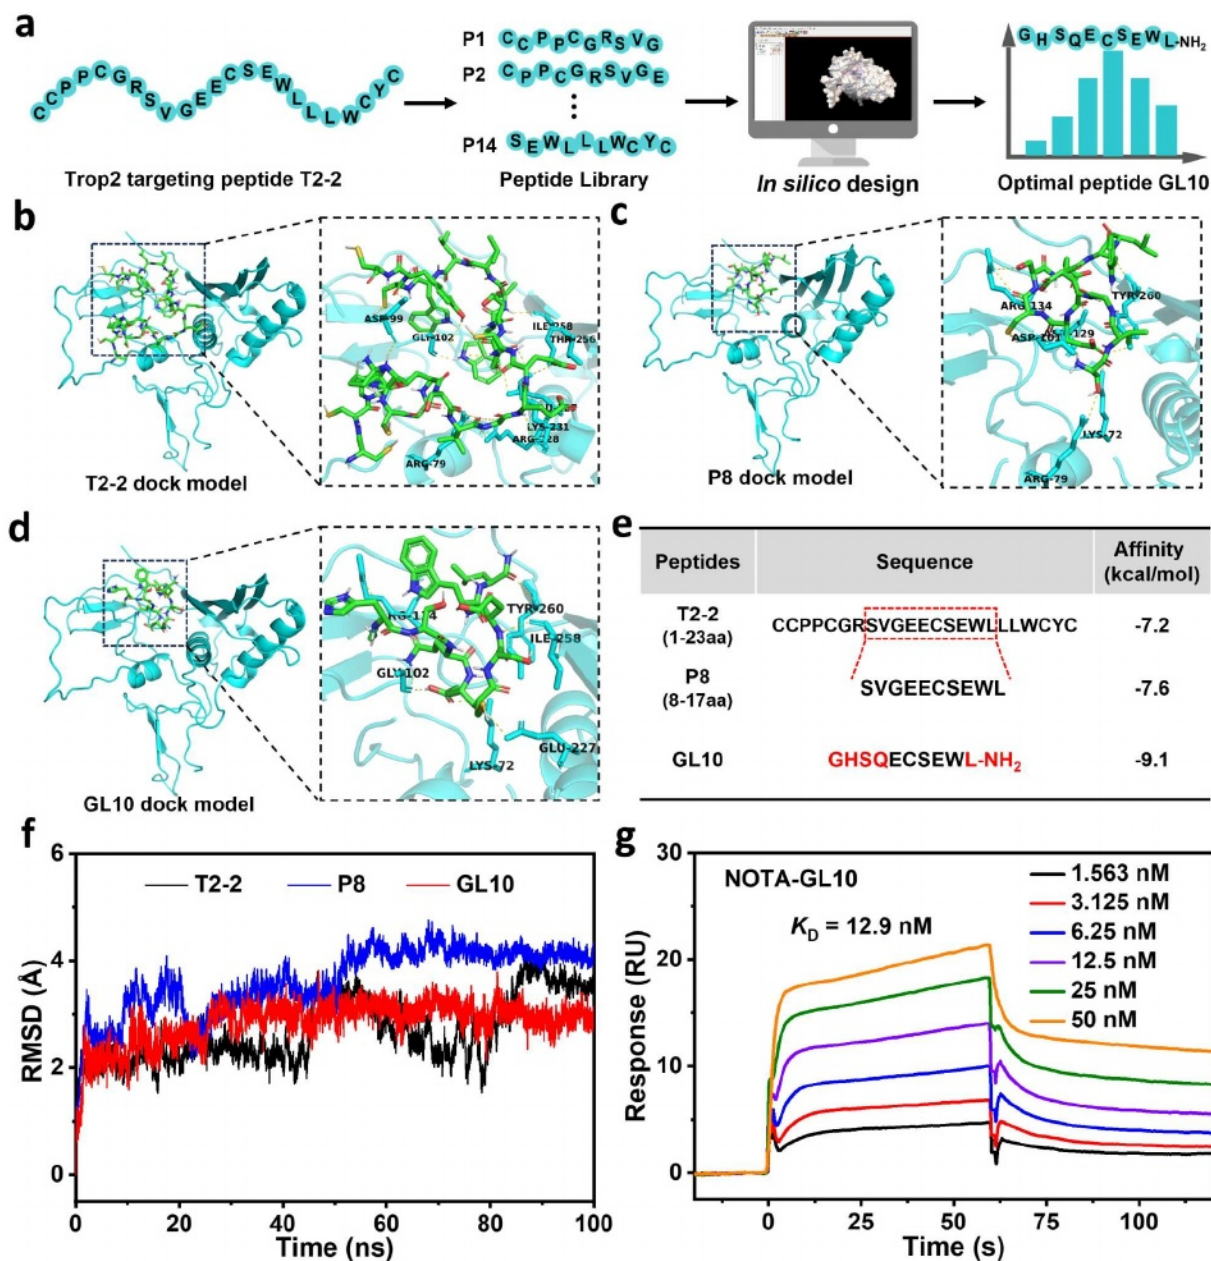 a
CCPPCGRSVGEECSEWLLLWCYC
Trop2 targeting peptide T2-2
P1 CCPPCGRSVG
P2 CPPCGRSVGE
P14 SEWLLLWCYC
Peptide Library
In silico design
GHSQECSEWL-NH2
Optimal peptide GL10
b
ASP-99
GLY-102
ILE-258
THR-256
LYS-231
ARG-228
ARG-79
T2-2 dock model
c
ARG-134
TYR-260
ASP-101
-129
LYS-72
ARG-79
P8 dock model
d
TYR-260
ILE-258
GLY-102
GLU-227
LYS-72
GL10 dock model
e
Peptides Sequence Affinity (kcal/mol)
T2-2 (1-23aa) CCPPCGRSVGEECSEWLLLWCYC -7.2
P8 (8-17aa) SVGEECSEWL -7.6
GL10 GHSQECSEWL-NH2 -9.1
f
T2-2 P8 GL10
RMSD (Å)
6
4
2
0
0 20 40 60 80 100
Time (ns)
g
NOTA-GL10
KD = 12.9 nM
1.563 nM
3.125 nM
6.25 nM
12.5 nM
25 nM
50 nM
Response (RU)
30
20
10
0
0 25 50 75 100
Time (s)